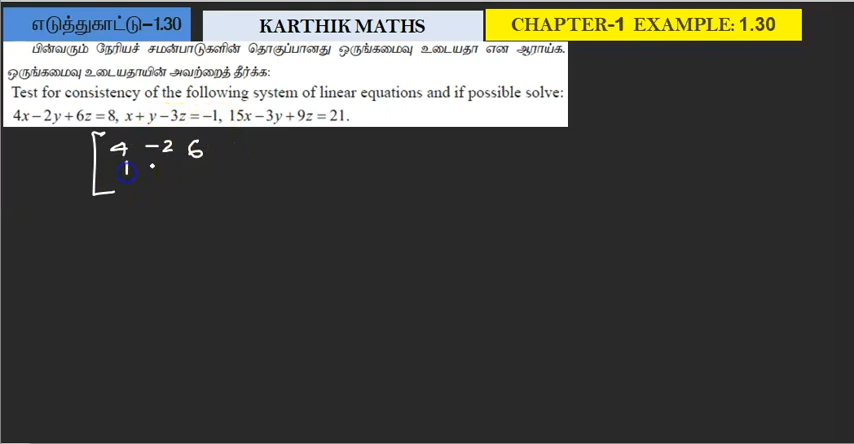 எடுத்துகாட்டு–1.30
KARTHIK MATHS
CHAPTER-1 EXAMPLE: 1.30
பின்வரும் நேரியச் சமன்பாடுகளின் தொகுப்பானது ஒருங்கமைவு உடையதா என ஆராய்க.
ஒருங்கமைவு உடையதாயின் அவற்றைத் தீர்க்க:
Test for consistency of the following system of linear equations and if possible solve:
4x – 2y + 6z = 8, x + y – 3z = –1, 15x – 3y + 9z = 21.
4 -2 6
1